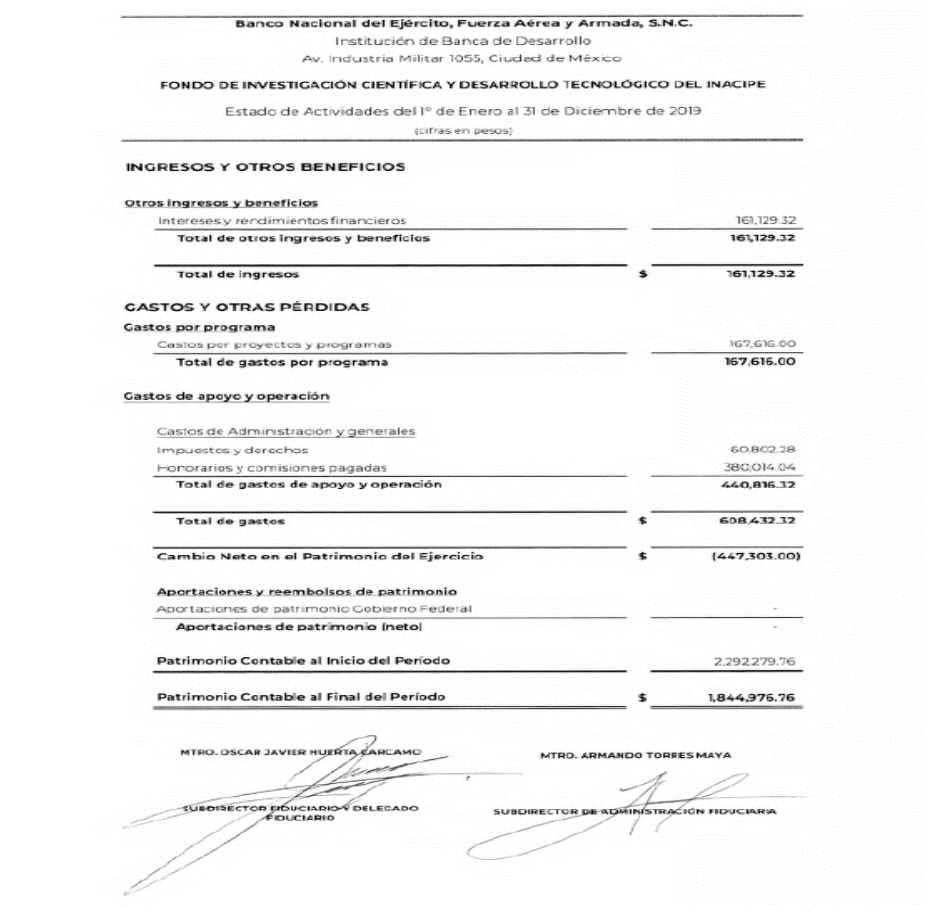 Banco Nacional del Ejército, Fuerza Aérea y Armada, S.N.C.
Institución de Banca de Desarrollo
Av. Industria Militar 1055, Ciudad de México
FONDO DE INVESTIGACIÓN CIENTÍFICA Y DESARROLLO TECNOLÓGICO DEL INACIPE
Estado de Actividades del 1° de Enero al 31 de Diciembre de 2019
(cifras en pesos)
INGRESOS Y OTROS BENEFICIOS
Otros ingresos y beneficios
Intereses y rendimientos financieros 161,129.32
Total de otros ingresos y beneficios 161,129.32
Total de ingresos $ 161,129.32
GASTOS Y OTRAS PÉRDIDAS
Gastos por programa
Gastos por proyectos y programas 167,616.00
Total de gastos por programa 167,616.00
Gastos de apoyo y operación
Gastos de Administración y generales
Impuestos y derechos 60,802.28
Honorarios y comisiones pagadas 380,014.04
Total de gastos de apoyo y operación 440,816.32
Total de gastos $ 608,432.32
Cambio Neto en el Patrimonio del Ejercicio $ (447,303.00)
Aportaciones y reembolsos de patrimonio
Aportaciones de patrimonio Gobierno Federal -
Aportaciones de patrimonio (neto) -
Patrimonio Contable al Inicio del Período 2,292,279.76
Patrimonio Contable al Final del Período $ 1,844,976.76
MTRO. OSCAR JAVIER HUERTA CARCAMO
MTRO. ARMANDO TORRES MAYA
SUBDIRECTOR FIDUCIARIO Y DELEGADO
FIDUCIARIO
SUBDIRECTOR DE ADMINISTRACIÓN FIDUCIARIA